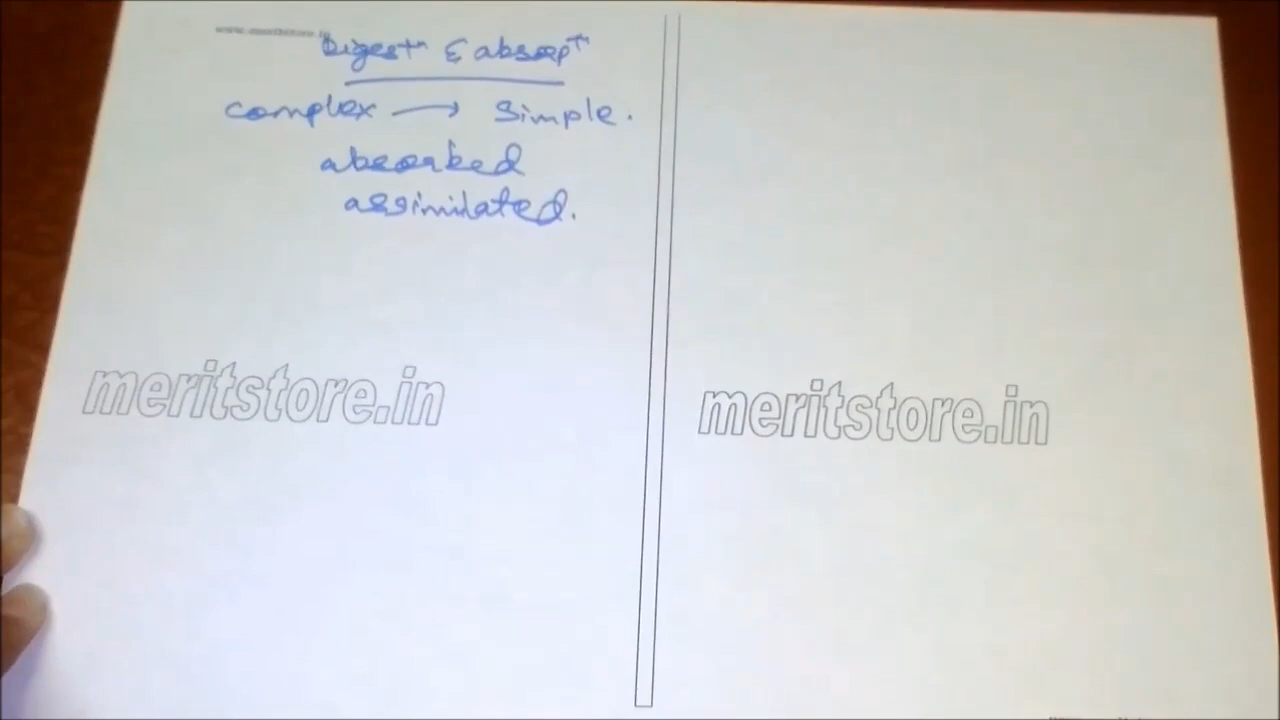 Digestn & absorptn
complex → simple.
absorbed
assimilated.
meritstore.in
meritstore.in